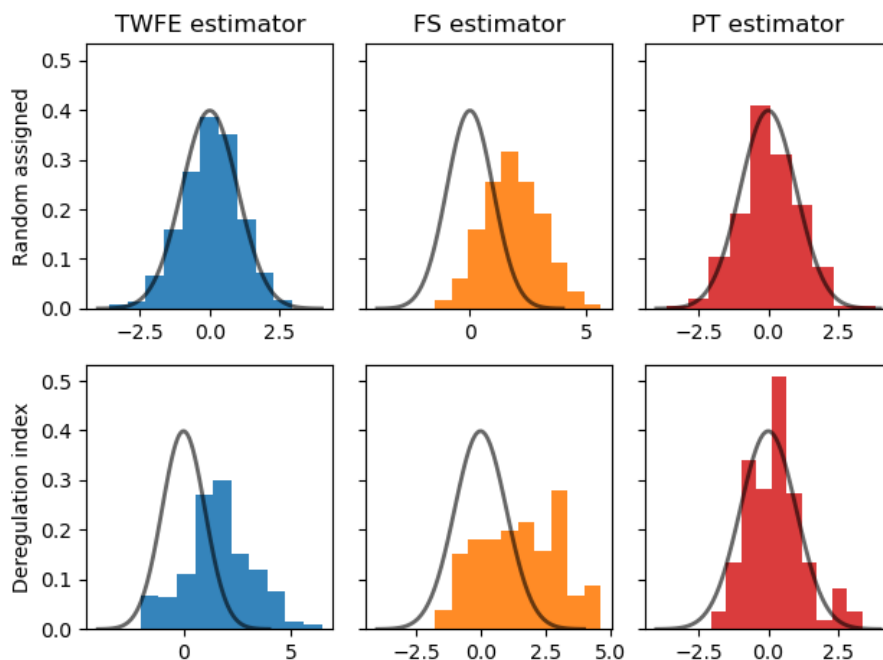 TWFE estimator
FS estimator
PT estimator
Random assigned
0.5
0.4
0.3
0.2
0.1
0.0
−2.5 0.0 2.5
0 5
−2.5 0.0 2.5
Deregulation index
0.5
0.4
0.3
0.2
0.1
0.0
0 5
−2.5 0.0 2.5 5.0
−2.5 0.0 2.5